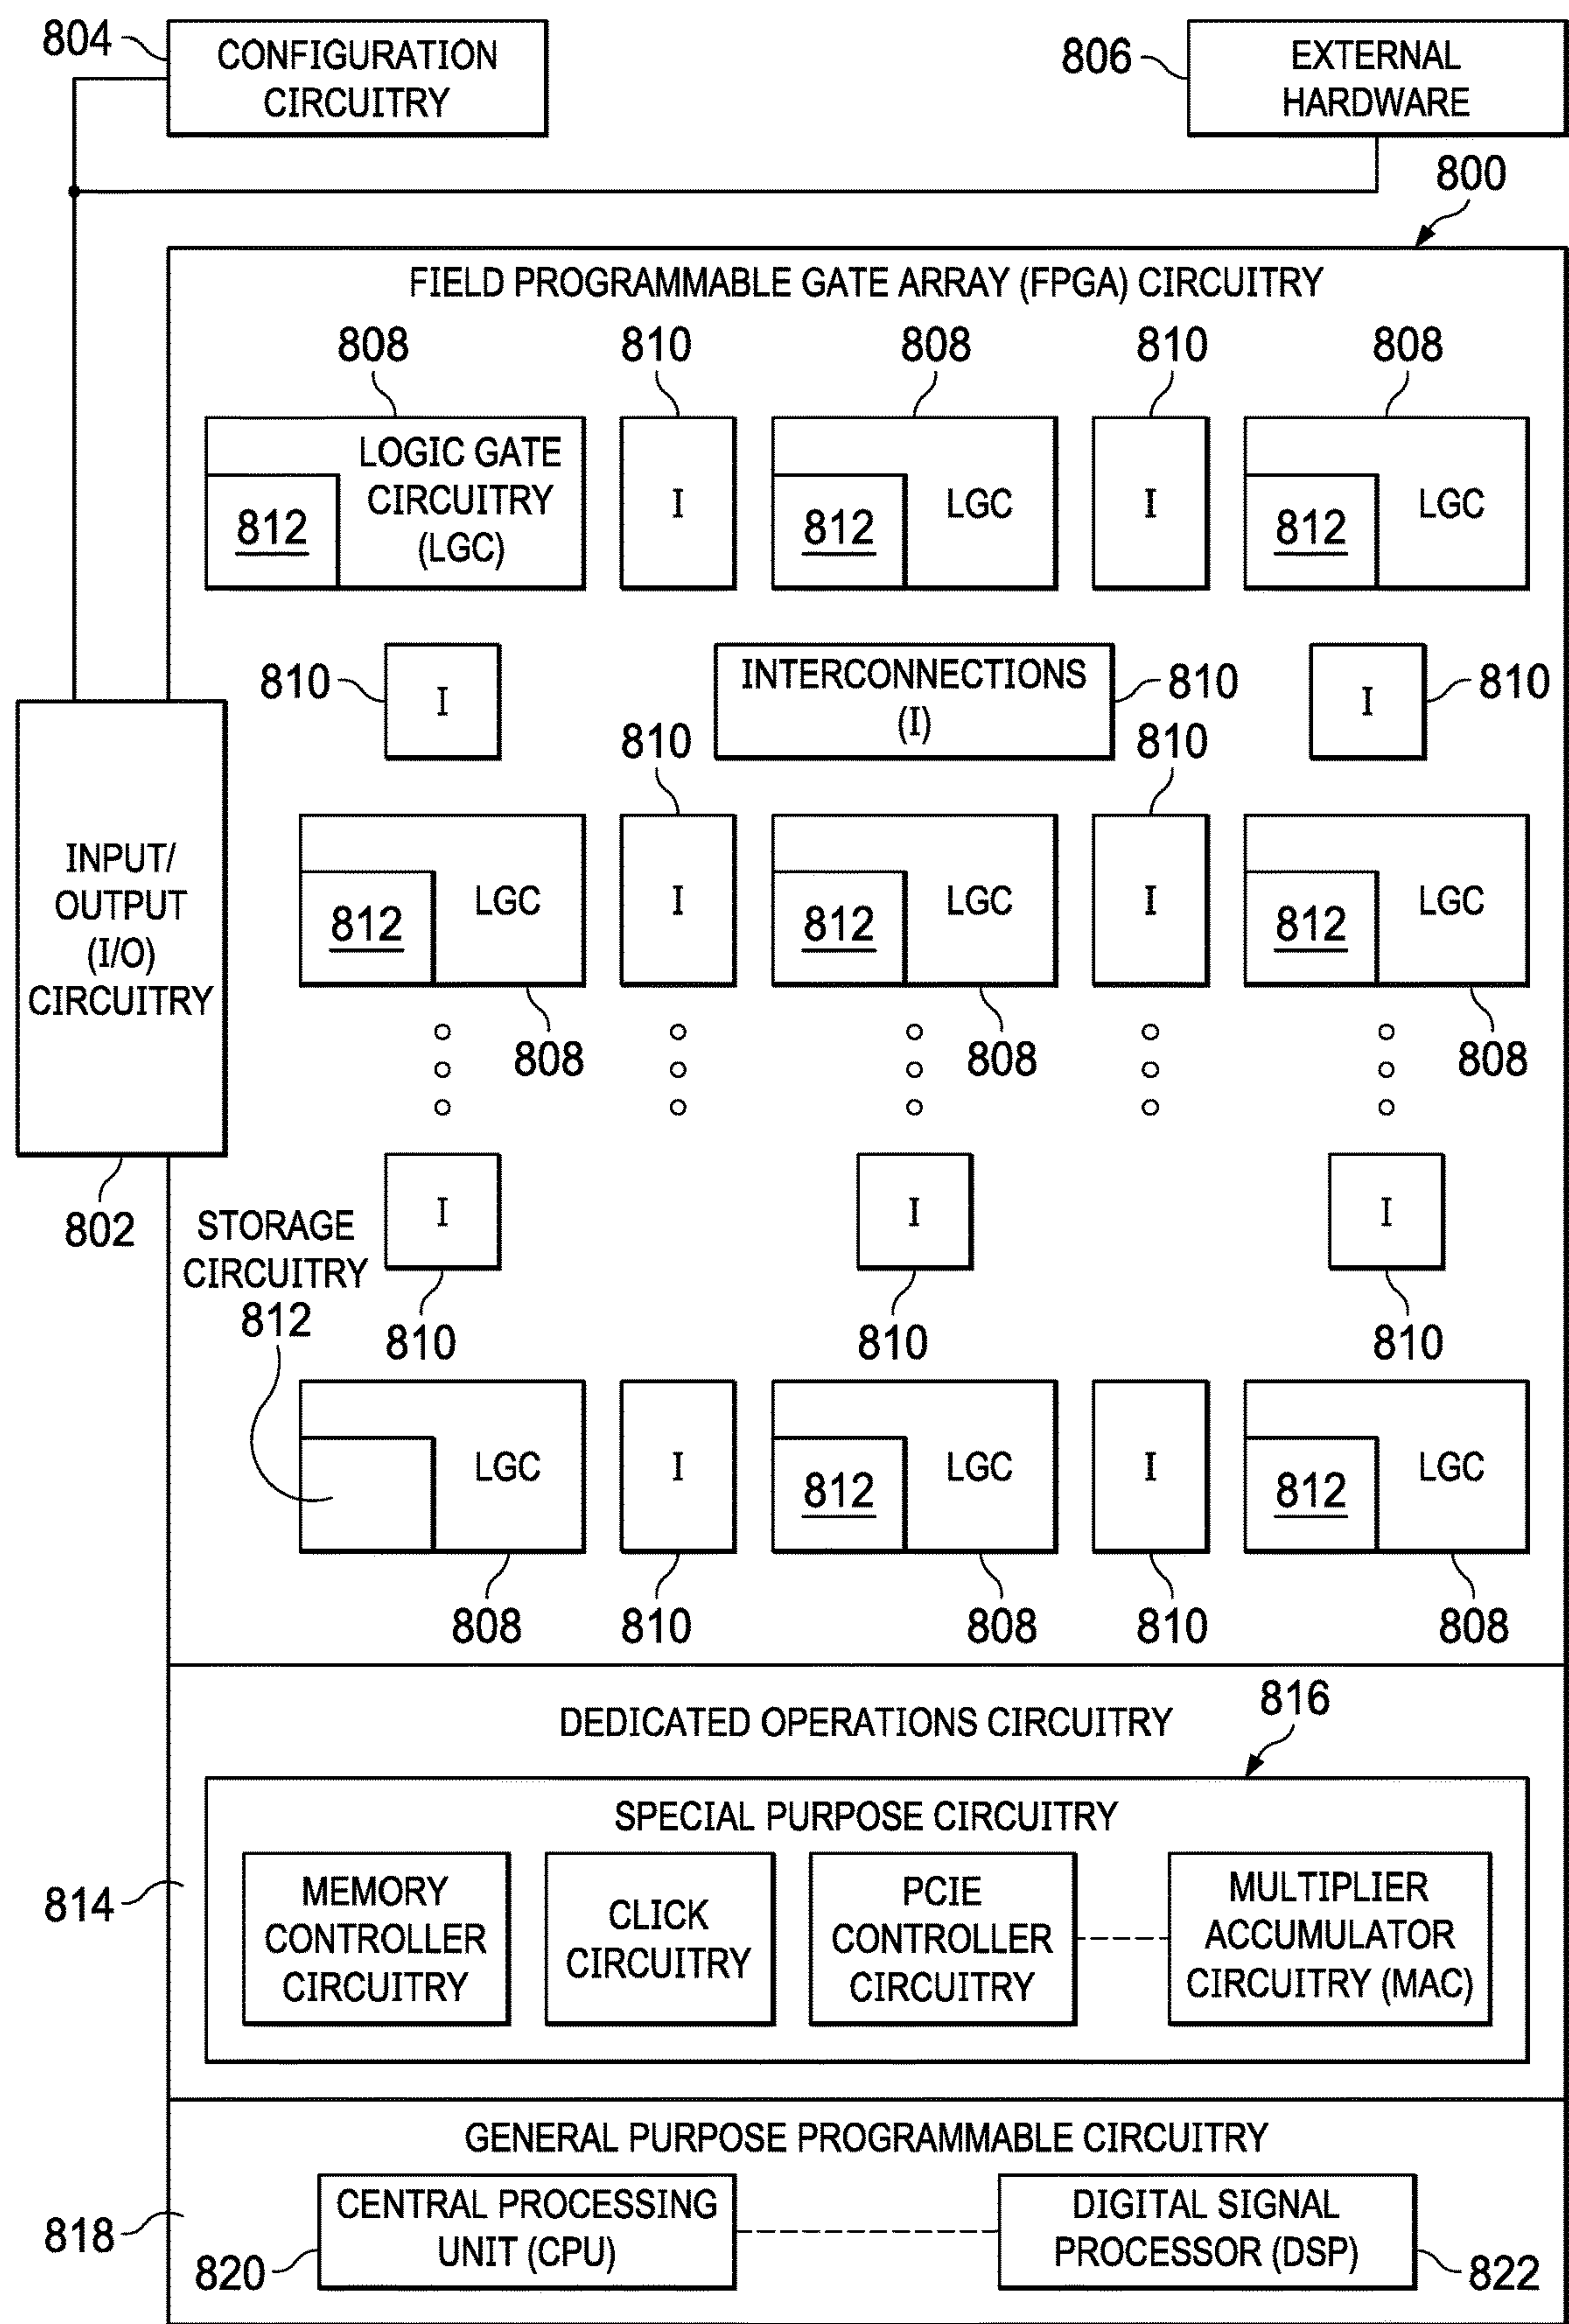 804
CONFIGURATION
CIRCUITRY
806
EXTERNAL
HARDWARE
800
FIELD PROGRAMMABLE GATE ARRAY (FPGA) CIRCUITRY
808 810 808 810 808
LOGIC GATE
CIRCUITRY
(LGC)
812
I
812 LGC
I
812 LGC
810 I
INTERCONNECTIONS
(I)
810
I 810
810 810
INPUT/
OUTPUT
(I/O)
CIRCUITRY
802
812 LGC
I
812 LGC
I
812 LGC
808 808 808
I I I
810 810 810
STORAGE
CIRCUITRY
812
LGC
I
812 LGC
I
812 LGC
808 810 808 810 808
DEDICATED OPERATIONS CIRCUITRY
816
814
SPECIAL PURPOSE CIRCUITRY
MEMORY
CONTROLLER
CIRCUITRY
CLICK
CIRCUITRY
PCIE
CONTROLLER
CIRCUITRY
MULTIPLIER
ACCUMULATOR
CIRCUITRY (MAC)
GENERAL PURPOSE PROGRAMMABLE CIRCUITRY
818
CENTRAL PROCESSING
UNIT (CPU)
820
DIGITAL SIGNAL
PROCESSOR (DSP)
822